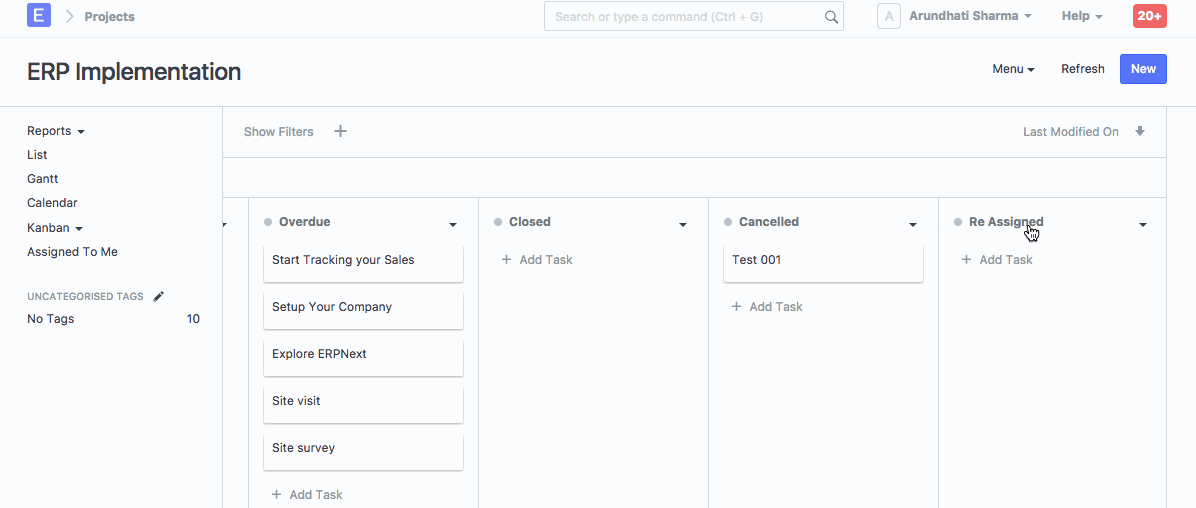 E Projects Search or type a command (Ctrl + G) A Arundhati Sharma Help 20+
ERP Implementation Menu Refresh New
Reports
List
Gantt
Calendar
Kanban
Assigned To Me
UNCATEGORISED TAGS
No Tags 10
Show Filters + Last Modified On
Overdue
Start Tracking your Sales
Setup Your Company
Explore ERPNext
Site visit
Site survey
+ Add Task
Closed
+ Add Task
Cancelled
Test 001
+ Add Task
Re Assigned
+ Add Task